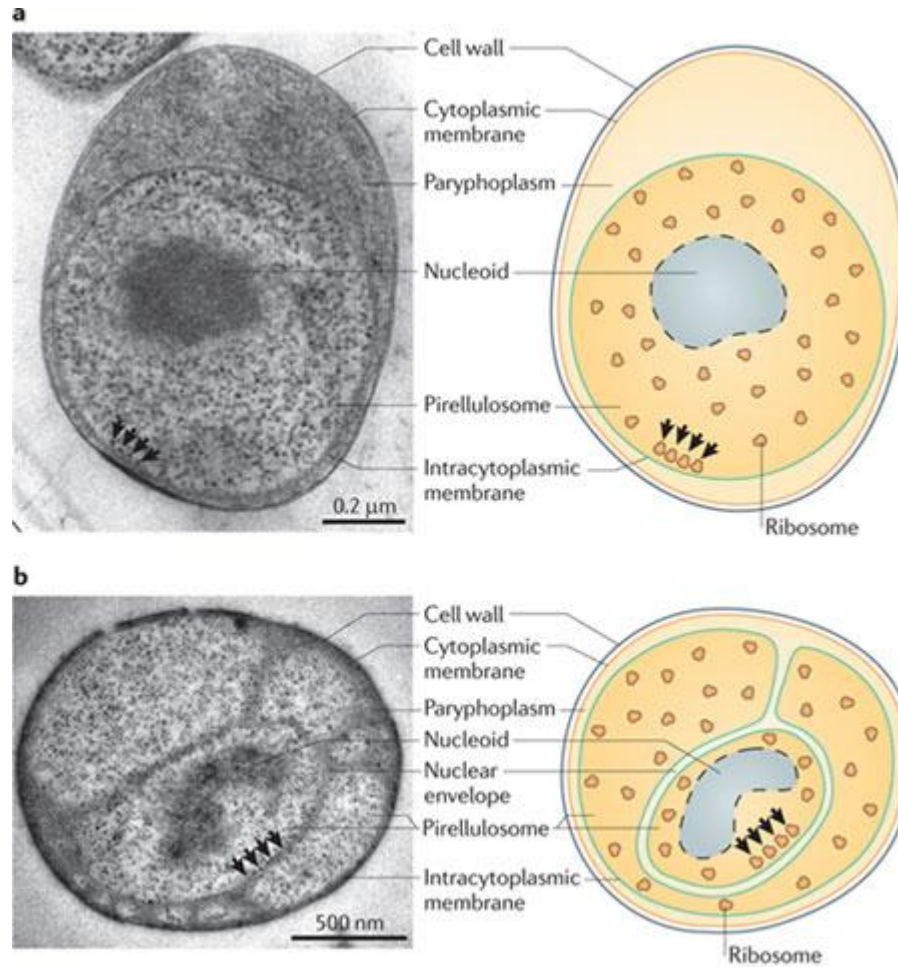 a
Cell wall
Cytoplasmic
membrane
Paryphoplasm
Nucleoid
Pirellulosome
Intracytoplasmic
membrane
0.2 µm
Ribosome
b
Cell wall
Cytoplasmic
membrane
Paryphoplasm
Nucleoid
Nuclear
envelope
Pirellulosome
Intracytoplasmic
membrane
500 nm
Ribosome